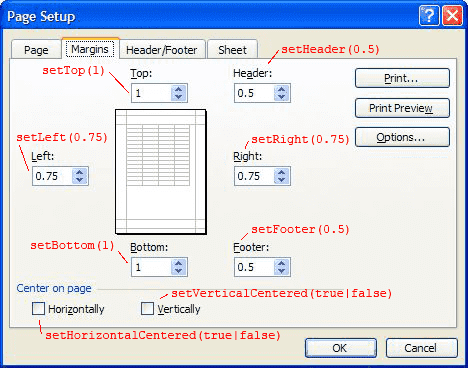 Page Setup
Page Margins Header/Footer Sheet
setHeader(0.5)
setTop(1) Top: Header: Print...
1 0.5
Print Preview
setLeft(0.75) setRight(0.75) Options...
Left: Right:
0.75 0.75
setFooter(0.5)
setBottom(1) Bottom: Footer:
1 0.5
Center on page setVerticalCentered(true|false)
Horizontally Vertically
setHorizontalCentered(true|false)
OK Cancel